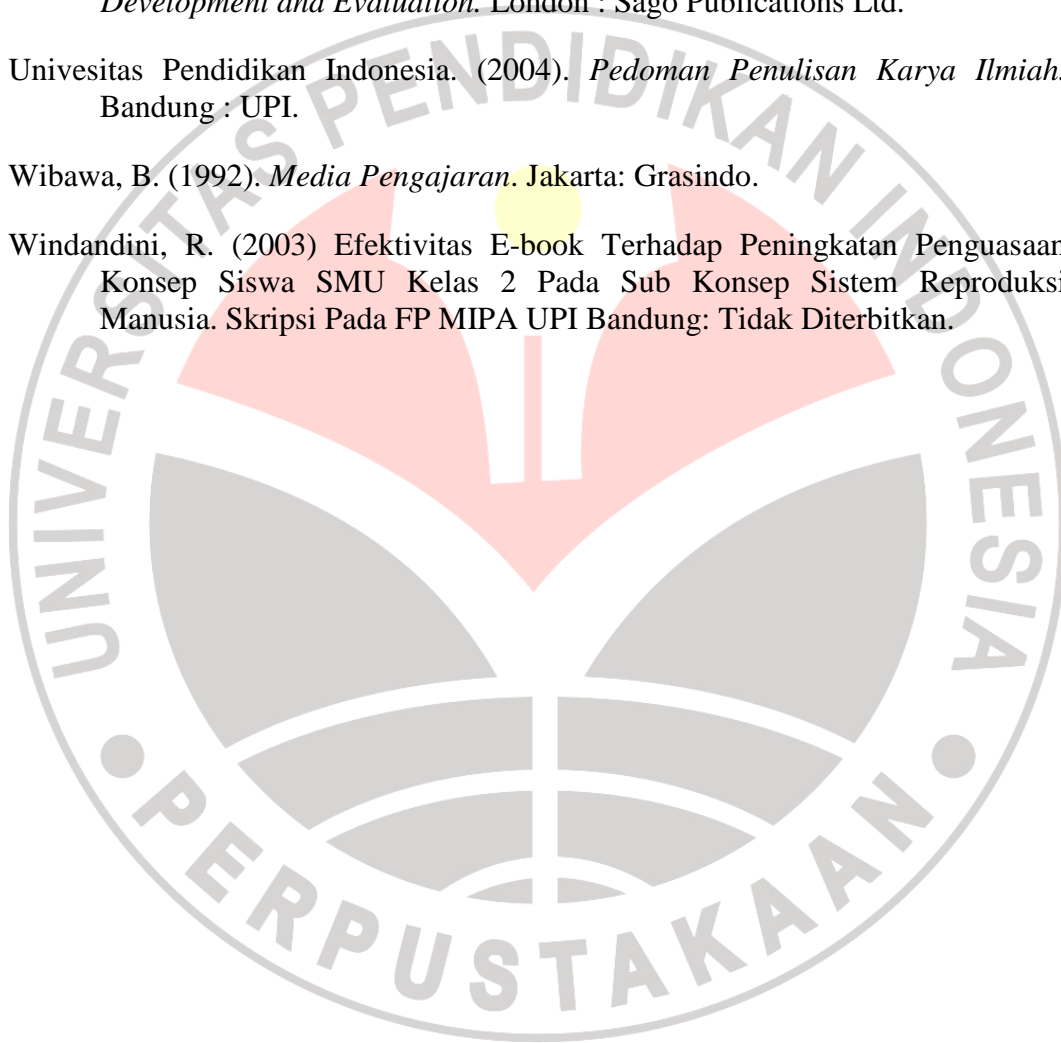 Development and Evaluation. London : Sago Publications Ltd.
Univesitas Pendidikan Indonesia. (2004). Pedoman Penulisan Karya Ilmiah.
Bandung : UPI.
Wibawa, B. (1992). Media Pengajaran. Jakarta: Grasindo.
Windandini, R. (2003) Efektivitas E-book Terhadap Peningkatan Penguasaan
Konsep Siswa SMU Kelas 2 Pada Sub Konsep Sistem Reproduksi
Manusia. Skripsi Pada FP MIPA UPI Bandung: Tidak Diterbitkan.
UNIVERSITAS PENDIDIKAN INDONESIA
PERPUSTAKAAN